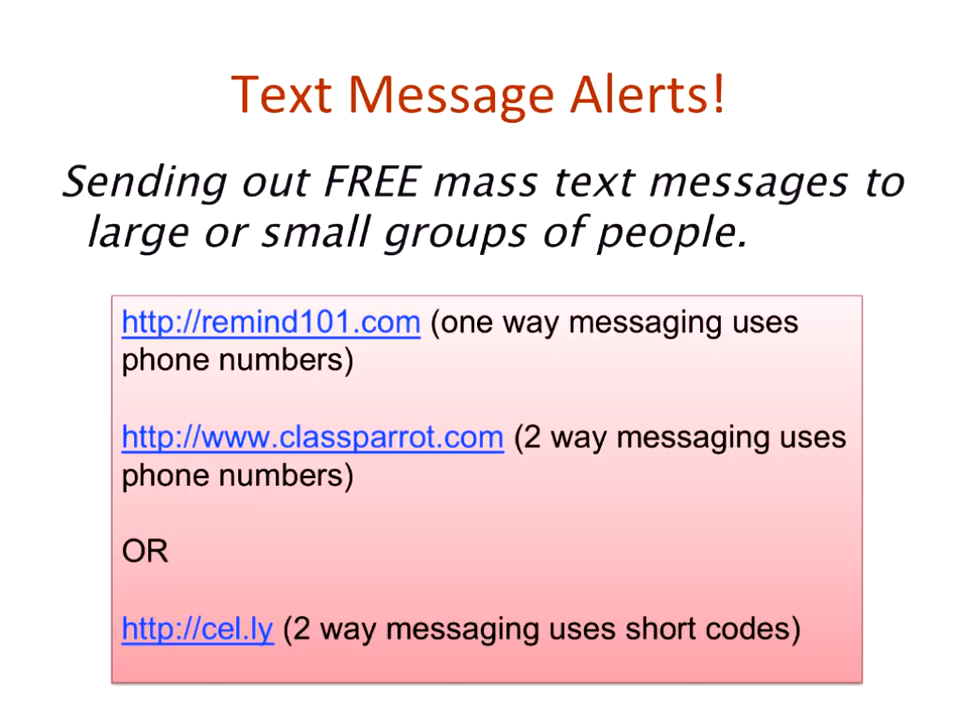 Text Message Alerts!
Sending out FREE mass text messages to
large or small groups of people.
http://remind101.com (one way messaging uses
phone numbers)
http://www.classparrot.com (2 way messaging uses
phone numbers)
OR
http://cel.ly (2 way messaging uses short codes)